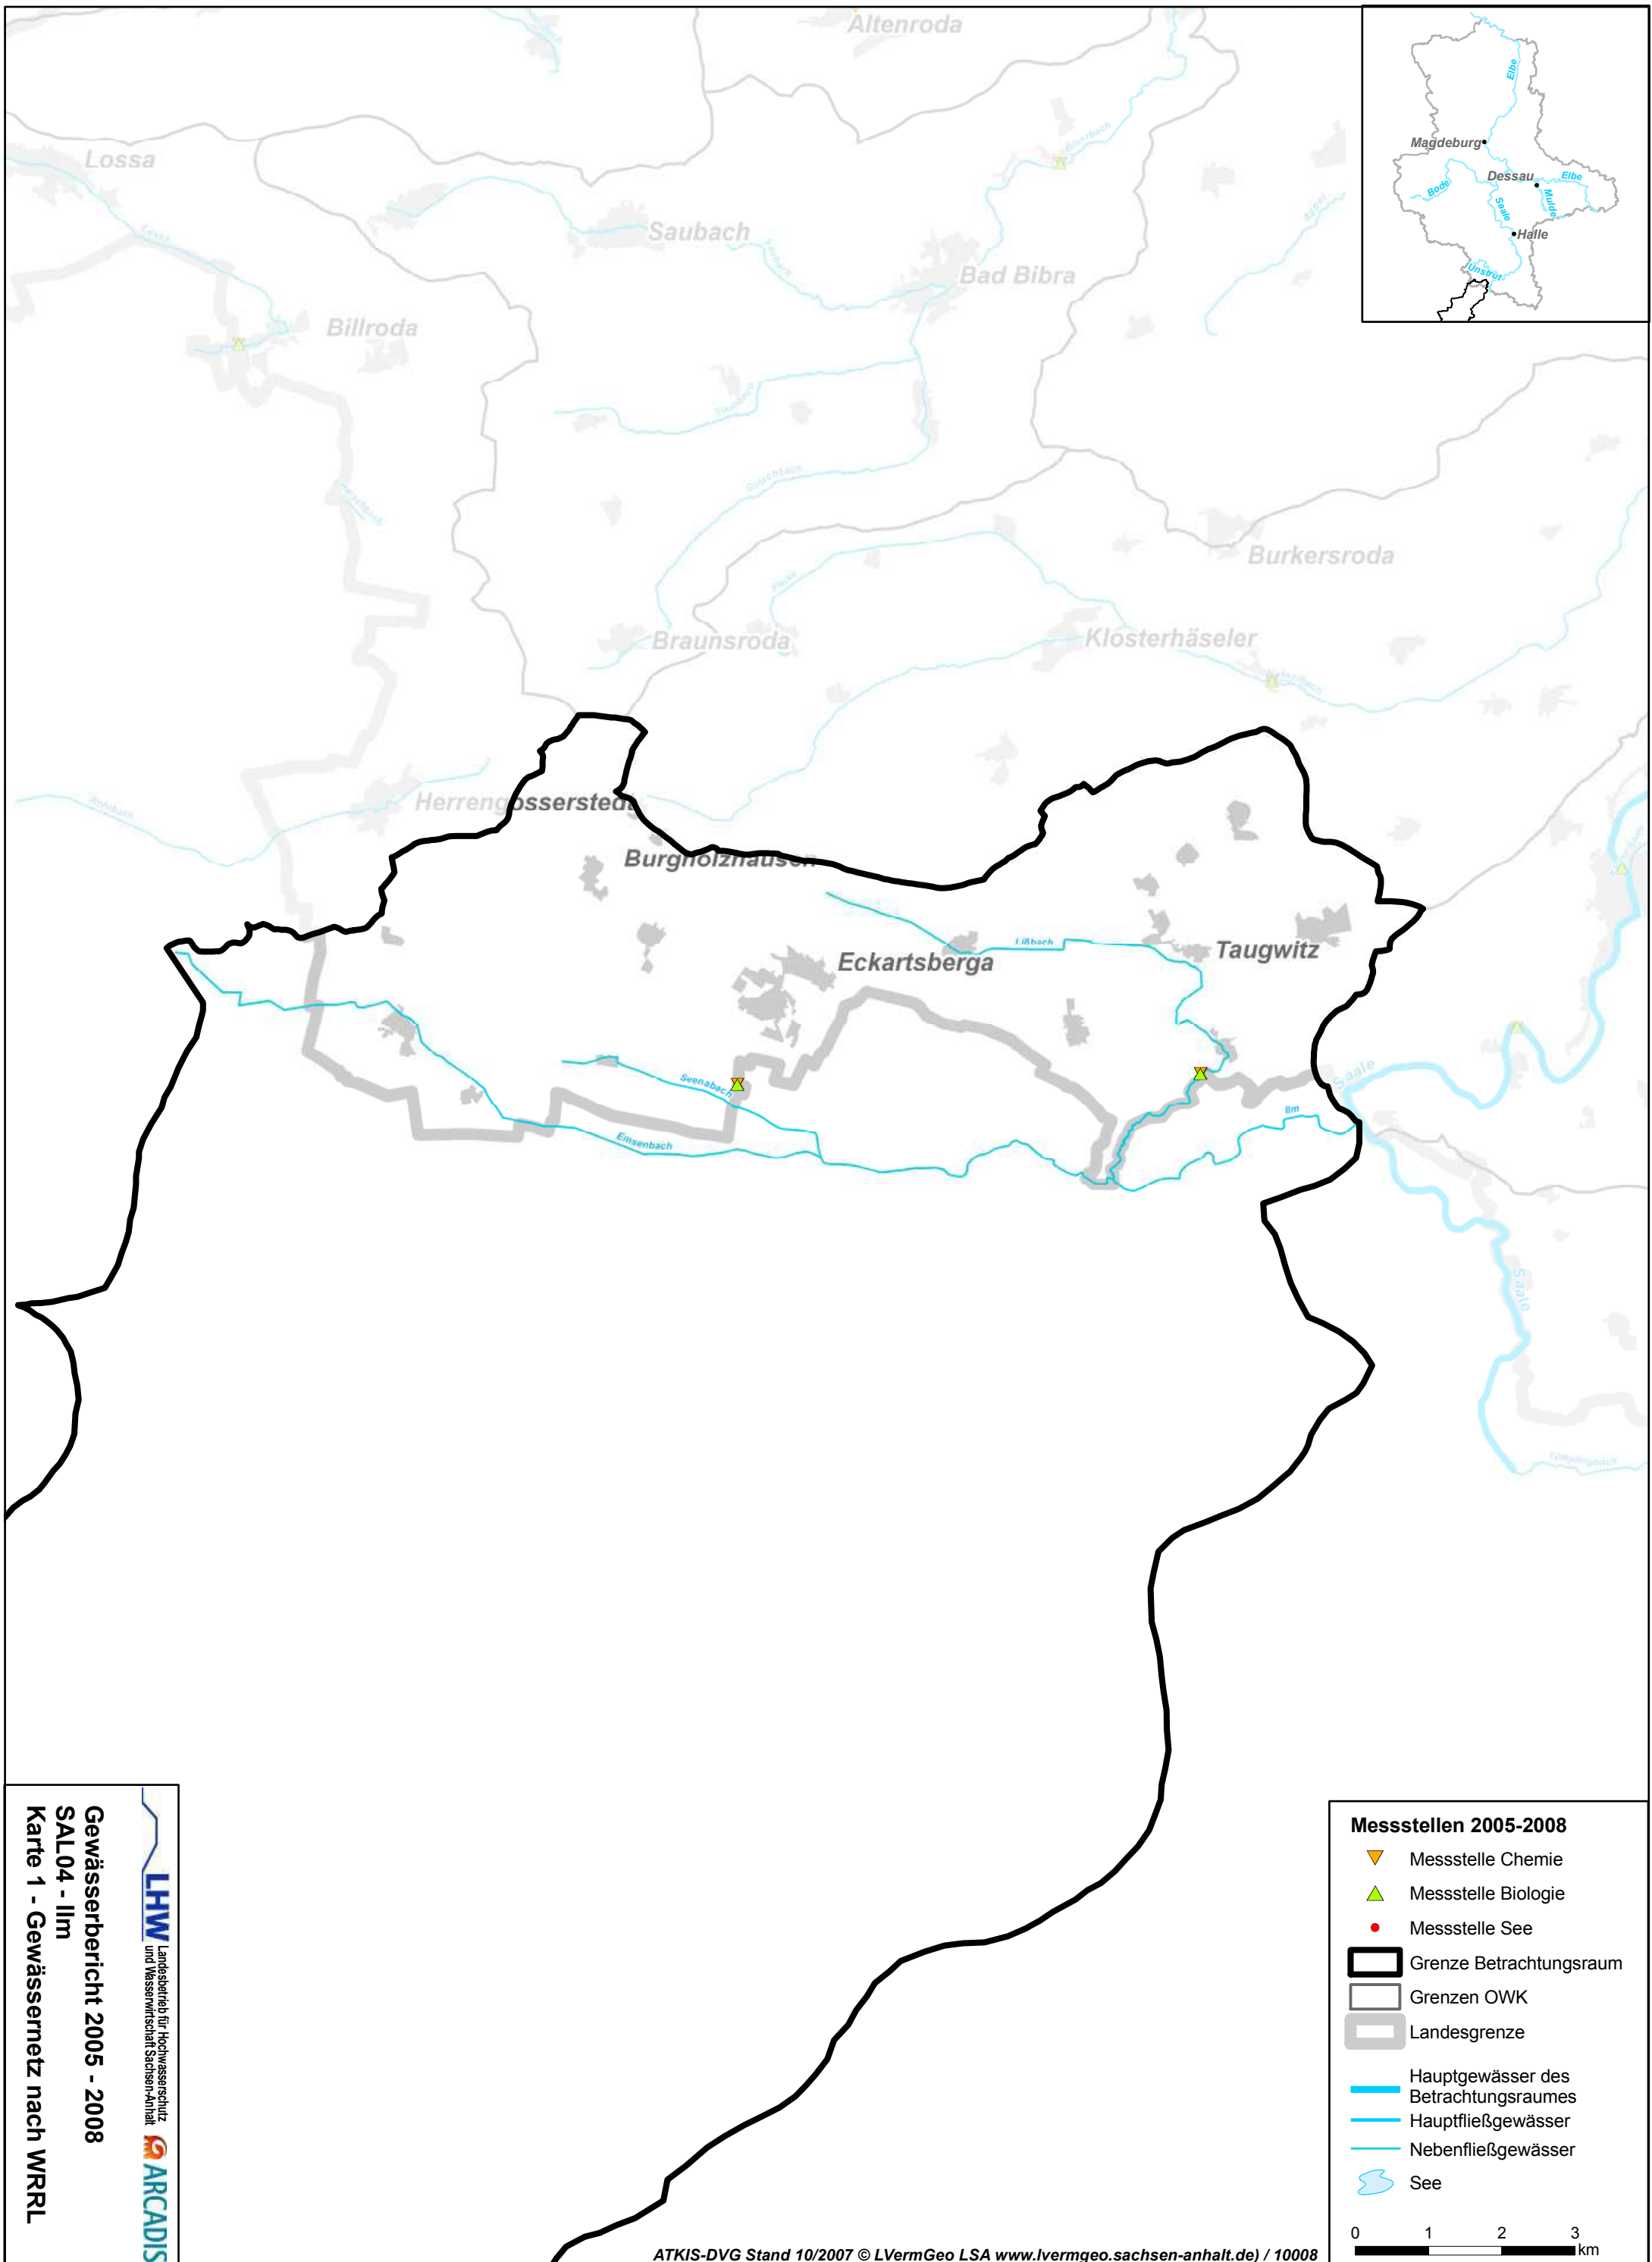 Altenroda
Lossa
Saubach
Bad Bibra
Billroda
Burkersroda
Braunsroda
Klosterhäseler
Herrengosserstedt
Burgholzhausen
Eckartsberga
Taugwitz
Lißbach
Seenabach
Emsenbach
Ilm
Saale
Saale
Lossa
Saubach
Steinbach
Rohrbach
Magdeburg
Elbe
Dessau
Elbe
Bode
Saale
Mulde
Halle
Unstrut
Messstellen 2005-2008
Messstelle Chemie
Messstelle Biologie
Messstelle See
Grenze Betrachtungsraum
Grenzen OWK
Landesgrenze
Hauptgewässer des
Betrachtungsraumes
Hauptfließgewässer
Nebenfließgewässer
See
0 1 2 3
km
LHW
Landesbetrieb für Hochwasserschutz
und Wasserwirtschaft Sachsen-Anhalt
ARCADIS
Gewässerbericht 2005 - 2008
SAL04 - Ilm
Karte 1 - Gewässernetz nach WRRL
ATKIS-DVG Stand 10/2007 © LVermGeo LSA www.lvermgeo.sachsen-anhalt.de) / 10008